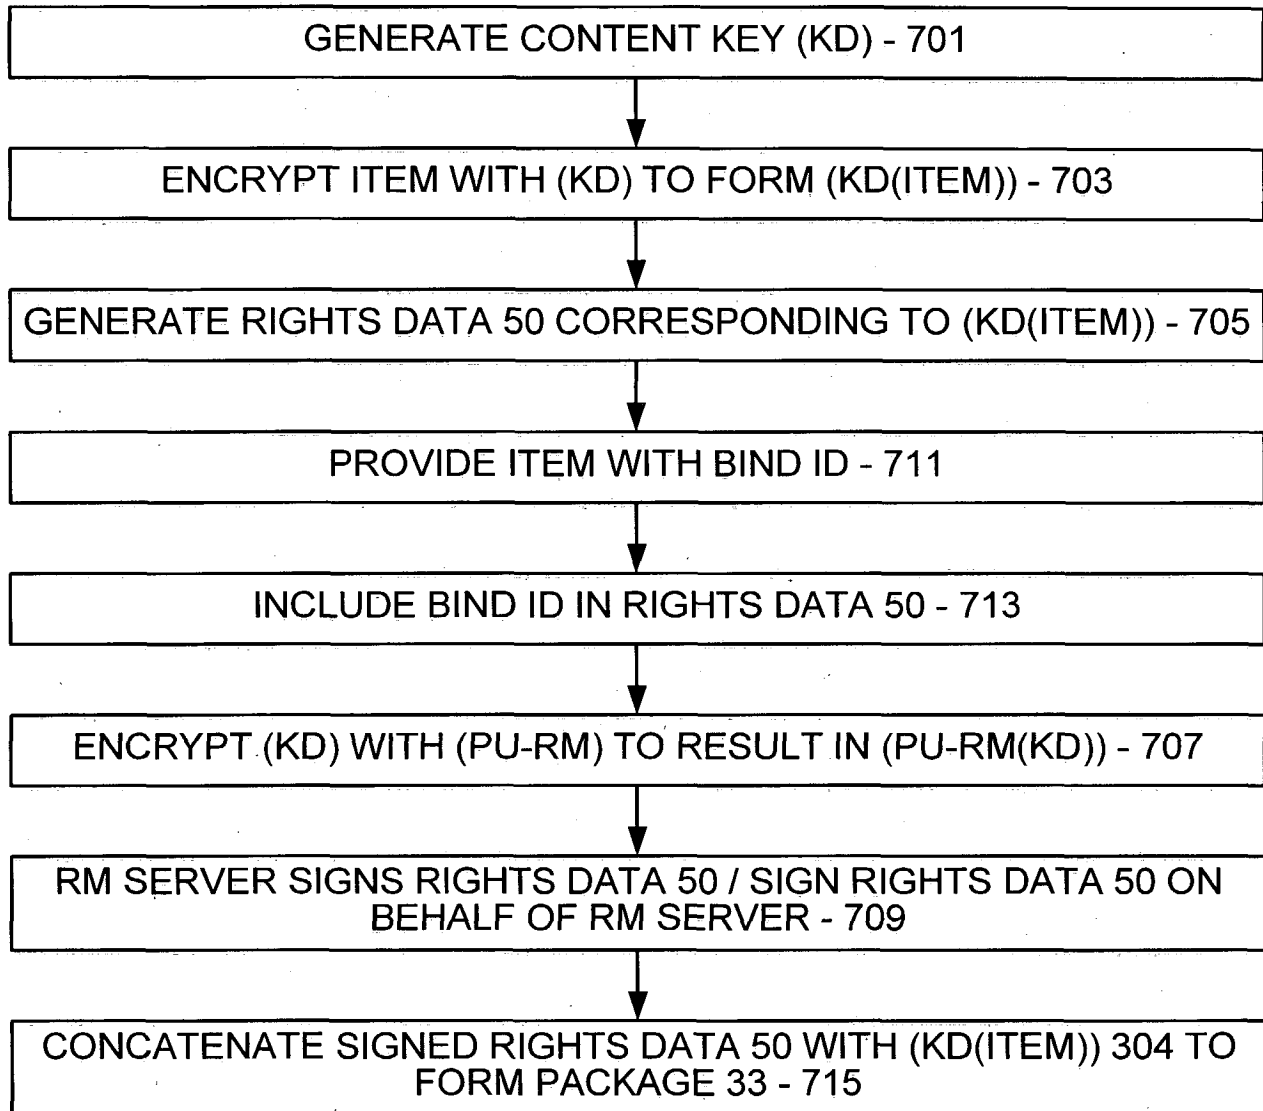 GENERATE CONTENT KEY (KD) - 701
ENCRYPT ITEM WITH (KD) TO FORM (KD(ITEM)) - 703
GENERATE RIGHTS DATA 50 CORRESPONDING TO (KD(ITEM)) - 705
PROVIDE ITEM WITH BIND ID - 711
INCLUDE BIND ID IN RIGHTS DATA 50 - 713
ENCRYPT (KD) WITH (PU-RM) TO RESULT IN (PU-RM(KD)) - 707
RM SERVER SIGNS RIGHTS DATA 50 / SIGN RIGHTS DATA 50 ON
BEHALF OF RM SERVER - 709
CONCATENATE SIGNED RIGHTS DATA 50 WITH (KD(ITEM)) 304 TO
FORM PACKAGE 33 - 715